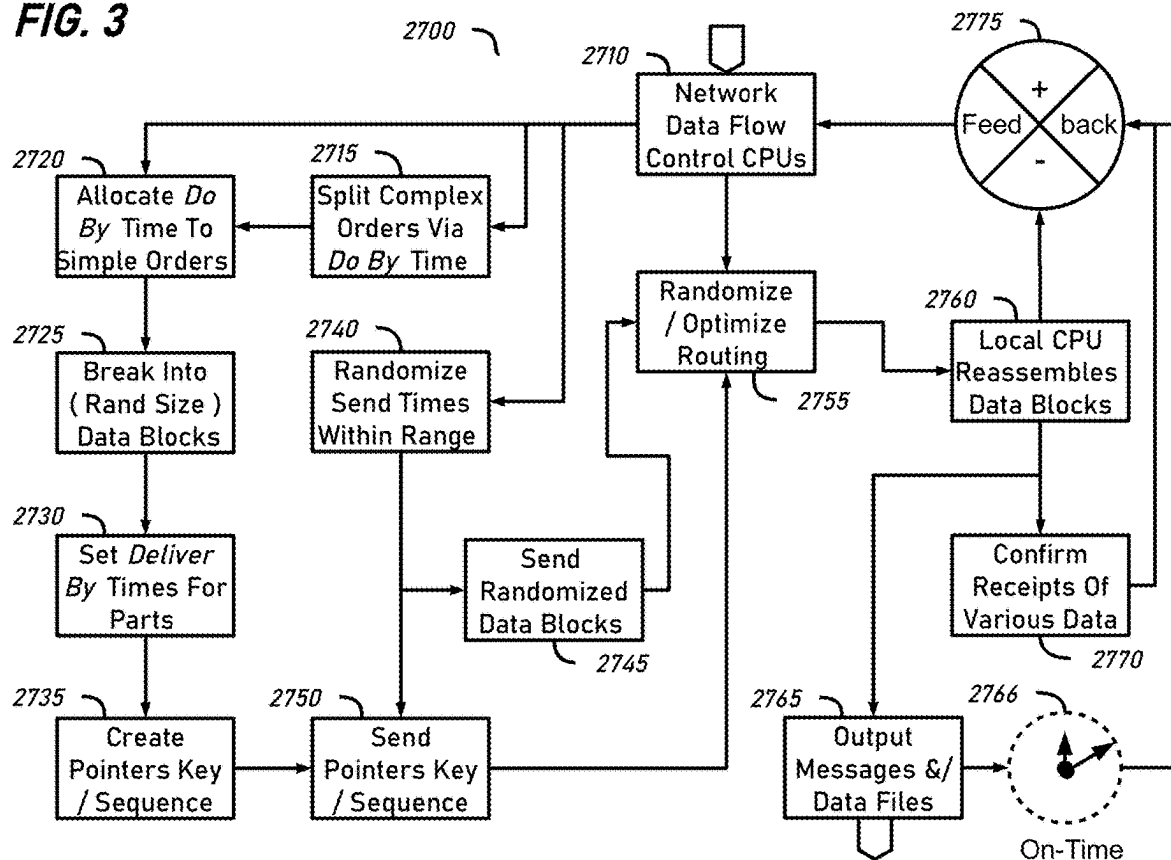 FIG. 3
2700
2710
Network
Data Flow
Control CPUs
2775
+
Feed back
-
2720
Allocate Do
By Time To
Simple Orders
2715
Split Complex
Orders Via
Do By Time
2725
Break Into
( Rand Size )
Data Blocks
2740
Randomize
Send Times
Within Range
Randomize
/ Optimize
Routing
2755
2760
Local CPU
Reassembles
Data Blocks
2730
Set Deliver
By Times For
Parts
Send
Randomized
Data Blocks
2745
Confirm
Receipts Of
Various Data
2770
2735
Create
Pointers Key
/ Sequence
2750
Send
Pointers Key
/ Sequence
2765
Output
Messages &/
Data Files
2766
On-Time